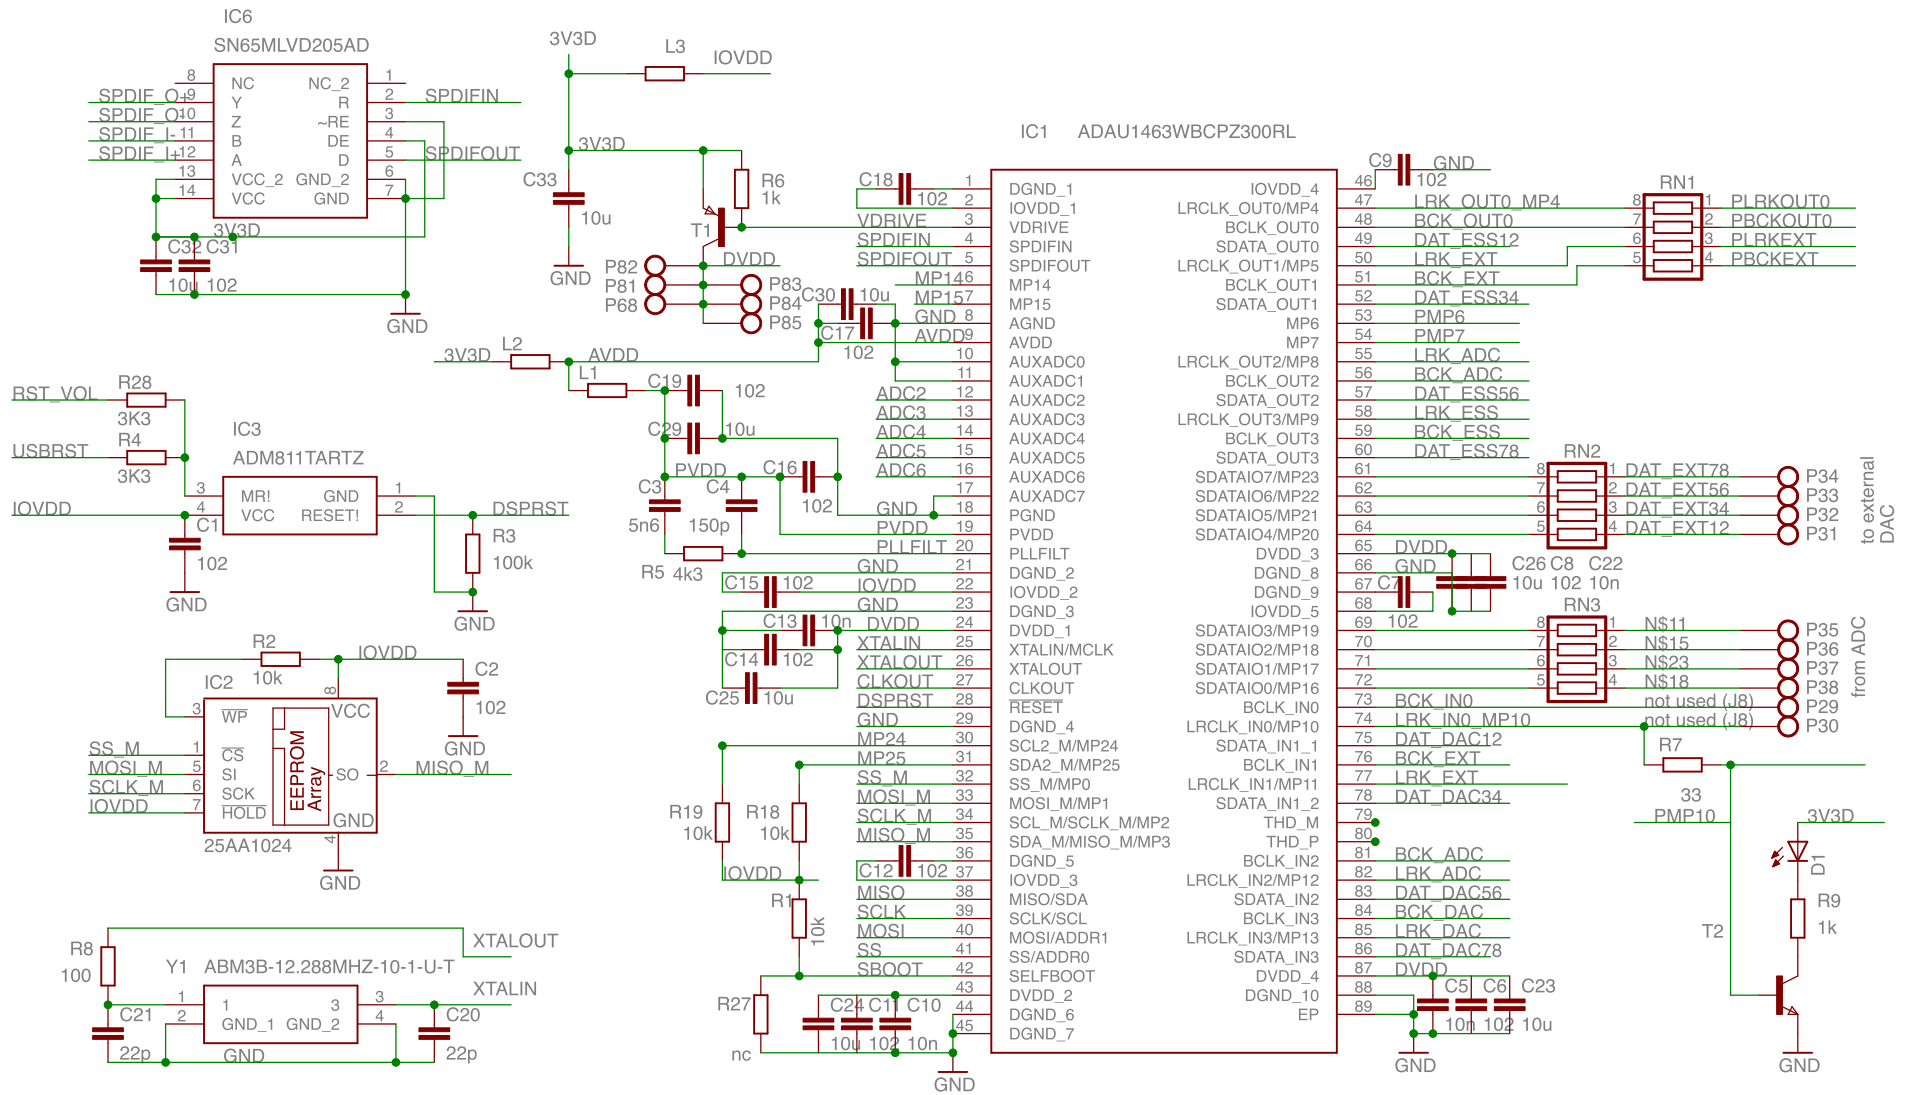 IC6
SN65MLVD205AD
SPDIF_O+
SPDIF_O-
SPDIF_I-
SPDIF_I+
8 NC NC_2 1
9 Y R 2 SPDIFIN
10 Z ~RE 3
11 B DE 4
12 A D 5 SPDIFOUT
13 VCC_2 GND_2 6
14 VCC GND 7
3V3D
C32 C31
10u 102
GND
3V3D
L3
IOVDD
3V3D
C33
10u
GND
R6
1k
T1
DVDD
P82
P81
P68
P83
P84
P85
3V3D
L2
AVDD
L1
C30 10u
C17
102
C19 102
C29 10u
PVDD
C16
102
C3
5n6
C4
150p
R5 4k3
RST_VOL
R28
3K3
USBRST
R4
3K3
IC3
ADM811TARTZ
3 MR! GND 1
4 VCC RESET! 2
IOVDD
C1
102
GND
DSPRST
R3
100k
GND
R2
10k
IOVDD
C2
102
GND
IC2
3 WP
8 VCC
SS_M 1 CS
MOSI_M 5 SI
SCLK_M 6 SCK
IOVDD 7 HOLD
EEPROM
Array
SO 2 MISO_M
GND
4
25AA1024
GND
R8
100
XTALOUT
Y1 ABM3B-12.288MHZ-10-1-U-T
XTALIN
1 1 3 3
2 GND_1 GND_2 4
C21
22p
GND
C20
22p
IC1 ADAU1463WBCPZ300RL
C18
102
1 DGND_1
2 IOVDD_1
VDRIVE 3 VDRIVE
SPDIFIN 4 SPDIFIN
SPDIFOUT 5 SPDIFOUT
MP14 6 MP14
MP15 7 MP15
GND 8 AGND
AVDD 9 AVDD
10 AUXADC0
11 AUXADC1
ADC2 12 AUXADC2
ADC3 13 AUXADC3
ADC4 14 AUXADC4
ADC5 15 AUXADC5
ADC6 16 AUXADC6
17 AUXADC7
GND 18 PGND
PVDD 19 PVDD
PLLFILT 20 PLLFILT
GND 21 DGND_2
C15 102 IOVDD 22 IOVDD_2
GND 23 DGND_3
C13 10n DVDD 24 DVDD_1
XTALIN 25 XTALIN/MCLK
C14 102
XTALOUT 26 XTALOUT
CLKOUT 27 CLKOUT
C25 10u
DSPRST 28 RESET
GND 29 DGND_4
MP24 30 SCL2_M/MP24
MP25 31 SDA2_M/MP25
SS_M 32 SS_M/MP0
MOSI_M 33 MOSI_M/MP1
SCLK_M 34 SCL_M/SCLK_M/MP2
MISO_M 35 SDA_M/MISO_M/MP3
36 DGND_5
C12 102
37 IOVDD_3
MISO 38 MISO/SDA
SCLK 39 SCLK/SCL
MOSI 40 MOSI/ADDR1
SS 41 SS/ADDR0
SBOOT 42 SELFBOOT
43 DVDD_2
44 DGND_6
45 DGND_7
R19
10k
R18
10k
IOVDD
R1
10k
R27
nc
C24 C11 C10
10u 102 10n
GND
C9 GND
102
IOVDD_4 46
LRCLK_OUT0/MP4 47 LRK_OUT0_MP4
BCLK_OUT0 48 BCK_OUT0
SDATA_OUT0 49 DAT_ESS12
LRCLK_OUT1/MP5 50 LRK_EXT
BCLK_OUT1 51 BCK_EXT
SDATA_OUT1 52 DAT_ESS34
MP6 53 PMP6
MP7 54 PMP7
LRCLK_OUT2/MP8 55 LRK_ADC
BCLK_OUT2 56 BCK_ADC
SDATA_OUT2 57 DAT_ESS56
LRCLK_OUT3/MP9 58 LRK_ESS
BCLK_OUT3 59 BCK_ESS
SDATA_OUT3 60 DAT_ESS78
SDATAIO7/MP23 61
SDATAIO6/MP22 62
SDATAIO5/MP21 63
SDATAIO4/MP20 64
DVDD_3 65 DVDD
DGND_8 66 GND
DGND_9 67 C7
IOVDD_5 68
102
SDATAIO3/MP19 69
SDATAIO2/MP18 70
SDATAIO1/MP17 71
SDATAIO0/MP16 72
BCLK_IN0 73 BCK_IN0
LRCLK_IN0/MP10 74 LRK_IN0_MP10
SDATA_IN1_1 75 DAT_DAC12
BCLK_IN1 76 BCK_EXT
LRCLK_IN1/MP11 77 LRK_EXT
SDATA_IN1_2 78 DAT_DAC34
THD_M 79
THD_P 80
BCLK_IN2 81 BCK_ADC
LRCLK_IN2/MP12 82 LRK_ADC
SDATA_IN2 83 DAT_DAC56
BCLK_IN3 84 BCK_DAC
LRCLK_IN3/MP13 85 LRK_DAC
SDATA_IN3 86 DAT_DAC78
DVDD_4 87 DVDD
DGND_10 88
EP 89
C5 C6 C23
10n 102 10u
GND
RN1
8 1 PLRKOUT0
7 2 PBCKOUT0
6 3 PLRKEXT
5 4 PBCKEXT
RN2
8 1 DAT_EXT78 P34
7 2 DAT_EXT56 P33
6 3 DAT_EXT34 P32
5 4 DAT_EXT12 P31
to external
DAC
C26 C8 C22
10u 102 10n
RN3
8 1 N$11 P35
7 2 N$15 P36
6 3 N$23 P37
5 4 N$18 P38
not used (J8) P29
not used (J8) P30
from ADC
R7
33
PMP10
3V3D
D1
R9
1k
T2
GND